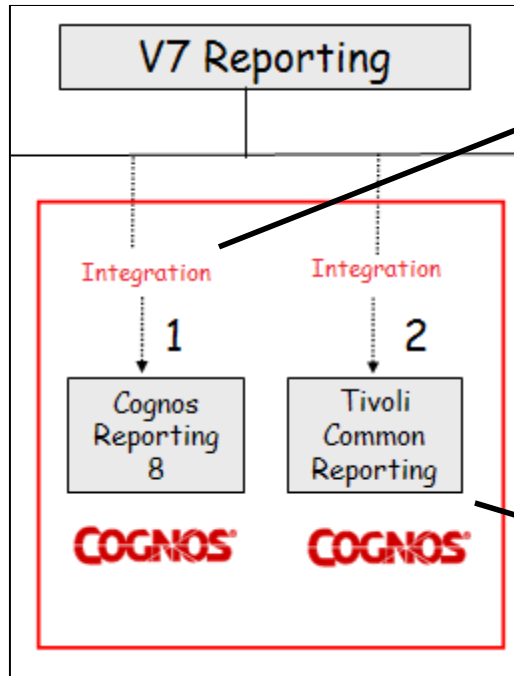 V7 Reporting
Integration
Integration
1
2
Cognos
Reporting
8
Tivoli
Common
Reporting
COGNOS®
COGNOS®